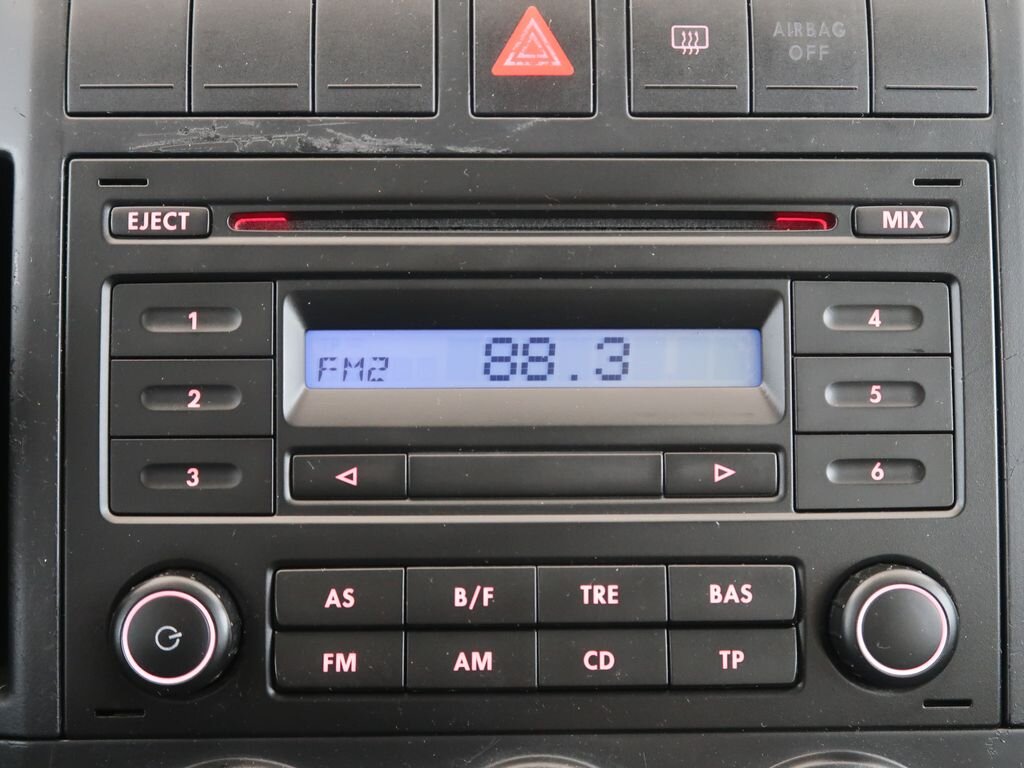 AIRBAG
OFF
EJECT
MIX
1
4
FM2
88.3
2
5
3
6
AS
B/F
TRE
BAS
FM
AM
CD
TP